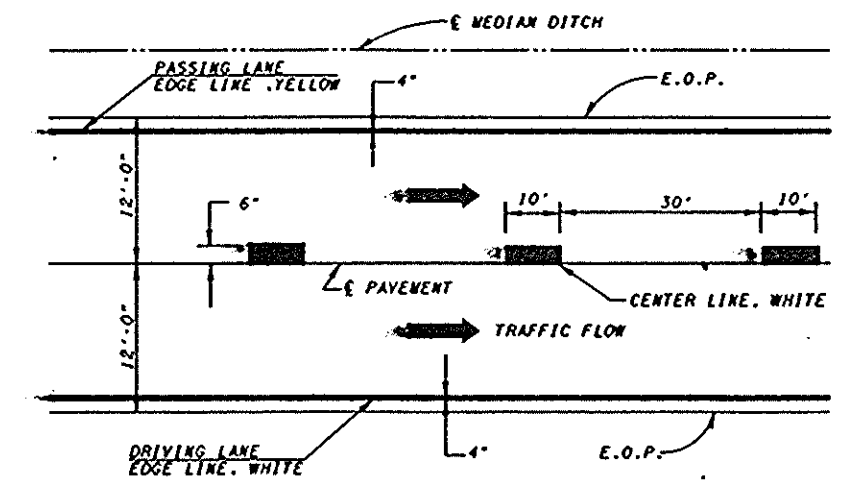 ℄ MEDIAN DITCH
PASSING LANE
EDGE LINE, YELLOW
4"
E.O.P.
12'-0"
6"
10'
30'
10'
℄ PAVEMENT
CENTER LINE, WHITE
12'-0"
TRAFFIC FLOW
DRIVING LANE
EDGE LINE, WHITE
4"
E.O.P.